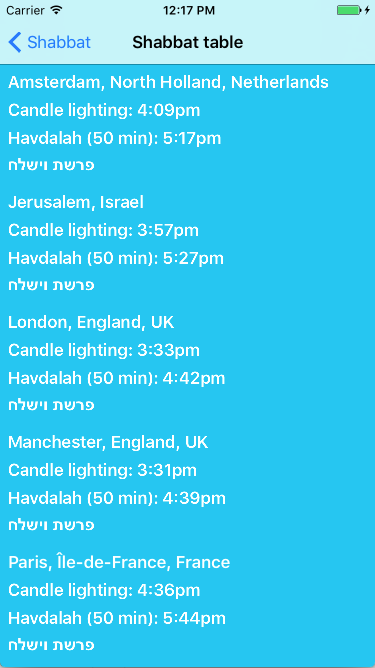 Carrier 12:17 PM
Shabbat Shabbat table
Amsterdam, North Holland, Netherlands
Candle lighting: 4:09pm
Havdalah (50 min): 5:17pm
פרשת וישלח
Jerusalem, Israel
Candle lighting: 3:57pm
Havdalah (50 min): 5:27pm
פרשת וישלח
London, England, UK
Candle lighting: 3:33pm
Havdalah (50 min): 4:42pm
פרשת וישלח
Manchester, England, UK
Candle lighting: 3:31pm
Havdalah (50 min): 4:39pm
פרשת וישלח
Paris, Île-de-France, France
Candle lighting: 4:36pm
Havdalah (50 min): 5:44pm
פרשת וישלח